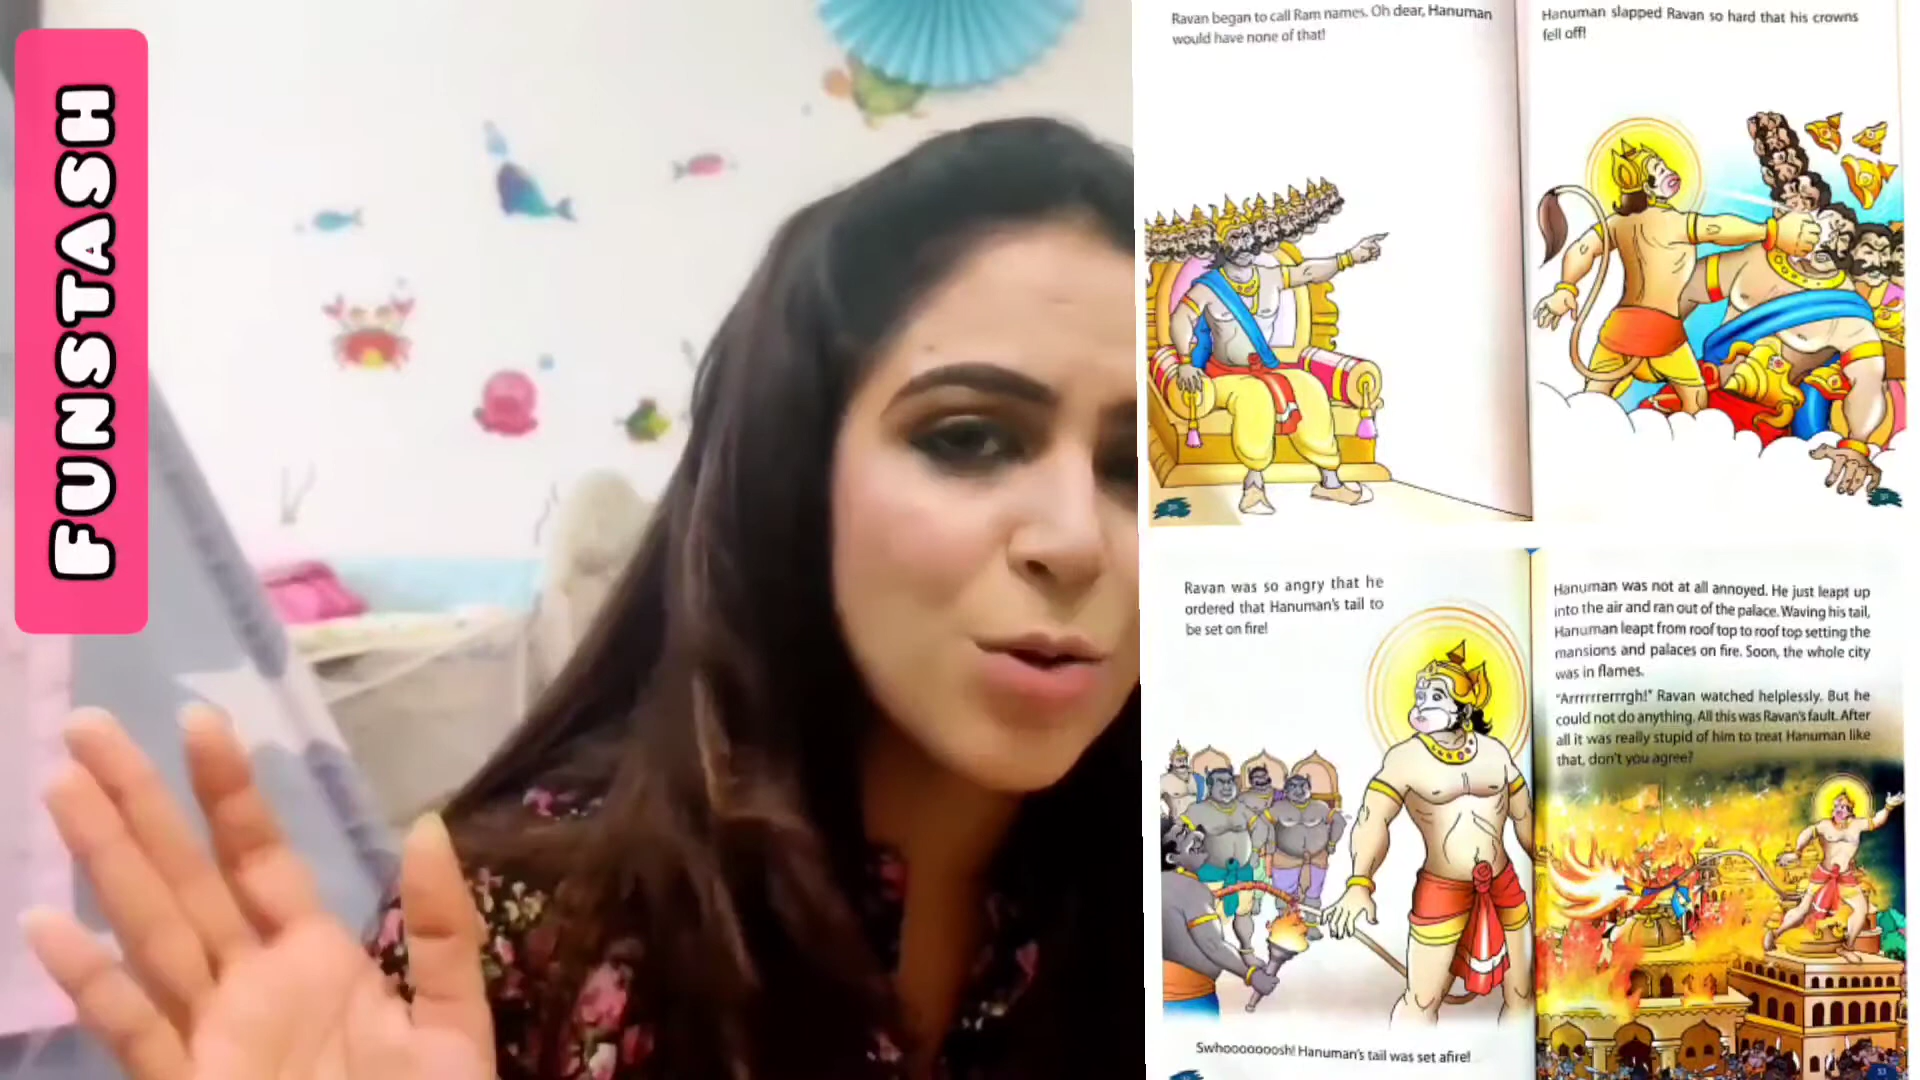 FUNSTASH
Ravan began to call Ram names. Oh dear, Hanuman
would have none of that!
Hanuman slapped Ravan so hard that his crowns
fell off!
Ravan was so angry that he
ordered that Hanuman's tail to
be set on fire!
Swhooooooosh! Hanuman's tail was set afire!
Hanuman was not at all annoyed. He just leapt up
into the air and ran out of the palace. Waving his tail,
Hanuman leapt from roof top to roof top setting the
mansions and palaces on fire. Soon, the whole city
was in flames.
"Arrrrrerrrgh!" Ravan watched helplessly. But he
could not do anything. All this was Ravan's fault. After
all it was really stupid of him to treat Hanuman like
that, don't you agree?
53